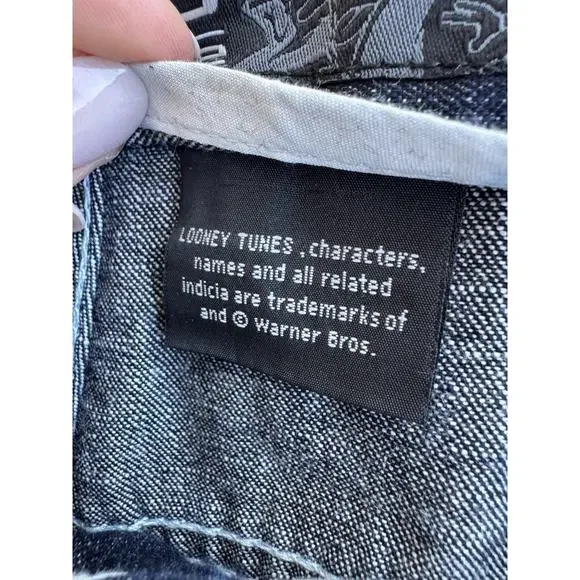 LOONEY TUNES , characters,
names and all related
indicia are trademarks of
and © Warner Bros.